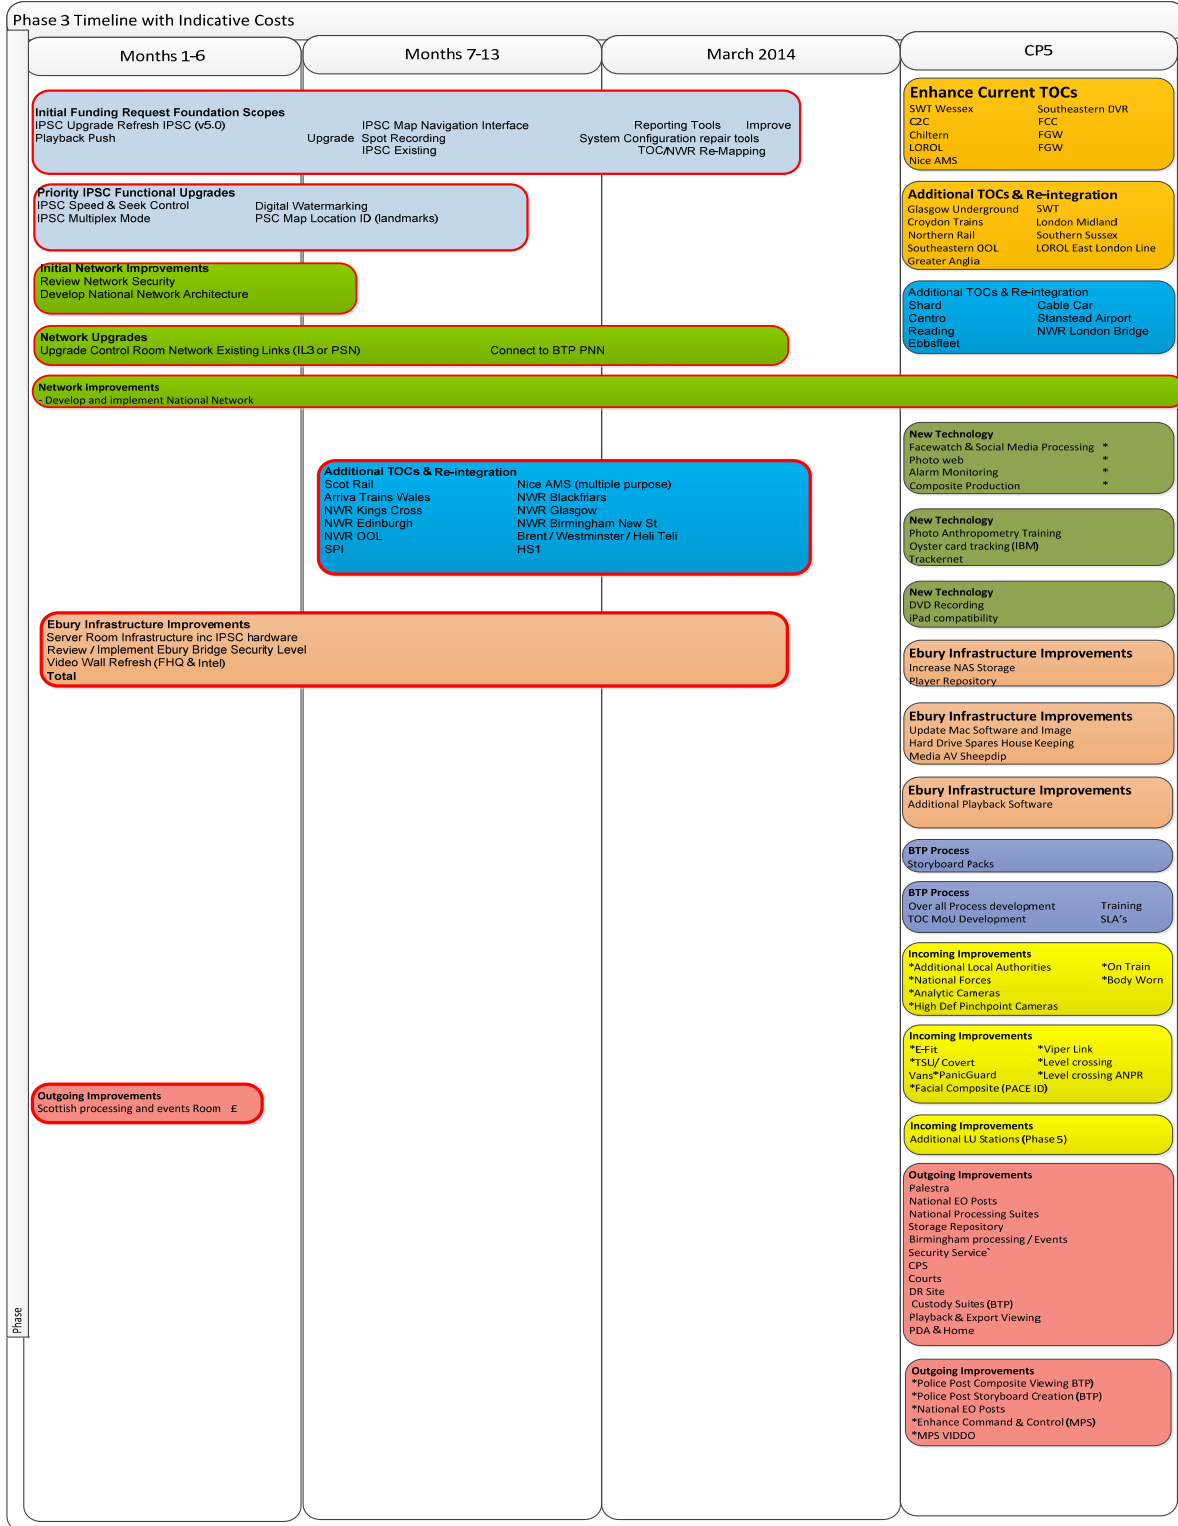 Phase 3 Timeline with Indicative Costs
Phase
Months 1-6
Months 7-13
March 2014
CP5
Initial Funding Request Foundation Scopes
IPSC Upgrade Refresh IPSC (v5.0) IPSC Map Navigation Interface Reporting Tools Improve
Playback Push Upgrade Spot Recording System Configuration repair tools
IPSC Existing TOC/NWR Re-Mapping
Priority IPSC Functional Upgrades
IPSC Speed & Seek Control Digital Watermarking
IPSC Multiplex Mode PSC Map Location ID (landmarks)
Initial Network Improvements
Review Network Security
Develop National Network Architecture
Network Upgrades
Upgrade Control Room Network Existing Links (IL3 or PSN) Connect to BTP PNN
Network Improvements
- Develop and implement National Network
Additional TOCs & Re-integration
Scot Rail Nice AMS (multiple purpose)
Arriva Trains Wales NWR Blackfriars
NWR Kings Cross NWR Glasgow
NWR Edinburgh NWR Birmingham New St
NWR OOL Brent / Westminster / Heli Teli
SPI HS1
Ebury Infrastructure Improvements
Server Room Infrastructure inc IPSC hardware
Review / Implement Ebury Bridge Security Level
Video Wall Refresh (FHQ & Intel)
Total
Outgoing Improvements
Scottish processing and events Room £
Enhance Current TOCs
SWT Wessex Southeastern DVR
C2C FCC
Chiltern FGW
LOROL FGW
Nice AMS
Additional TOCs & Re-integration
Glasgow Underground SWT
Croydon Trains London Midland
Northern Rail Southern Sussex
Southeastern OOL LOROL East London Line
Greater Anglia
Additional TOCs & Re-integration
Shard Cable Car
Centro Stanstead Airport
Reading NWR London Bridge
Ebbsfleet
New Technology
Facewatch & Social Media Processing *
Photo web *
Alarm Monitoring *
Composite Production *
New Technology
Photo Anthropometry Training
Oyster card tracking (IBM)
Trackernet
New Technology
DVD Recording
iPad compatibility
Ebury Infrastructure Improvements
Increase NAS Storage
Player Repository
Ebury Infrastructure Improvements
Update Mac Software and Image
Hard Drive Spares House Keeping
Media AV Sheepdip
Ebury Infrastructure Improvements
Additional Playback Software
BTP Process
Storyboard Packs
BTP Process
Over all Process development Training
TOC MoU Development SLA's
Incoming Improvements
*Additional Local Authorities *On Train
*National Forces *Body Worn
*Analytic Cameras
*High Def Pinchpoint Cameras
Incoming Improvements
*E-Fit *Viper Link
*TSU/ Covert *Level crossing
Vans*PanicGuard *Level crossing ANPR
*Facial Composite (PACE ID)
Incoming Improvements
Additional LU Stations (Phase 5)
Outgoing Improvements
Palestra
National EO Posts
National Processing Suites
Storage Repository
Birmingham processing / Events
Security Service`
CPS
Courts
DR Site
Custody Suites (BTP)
Playback & Export Viewing
PDA & Home
Outgoing Improvements
*Police Post Composite Viewing BTP)
*Police Post Storyboard Creation (BTP)
*National EO Posts
*Enhance Command & Control (MPS)
*MPS VIDDO